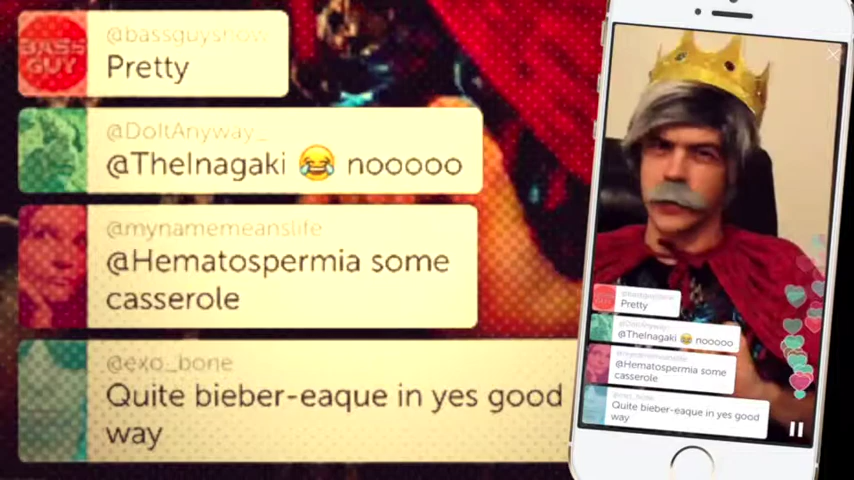 BASS
GUY
@bassguyshow
Pretty
@DoItAnyway_
@TheInagaki 😂 nooooo
@mynamemeanslife
@Hematospermia some
casserole
@exo_bone
Quite bieber-eaque in yes good
way
Pretty
@TheInagaki 😂 nooooo
@Hematospermia some
casserole
Quite bieber-eaque in yes good
way